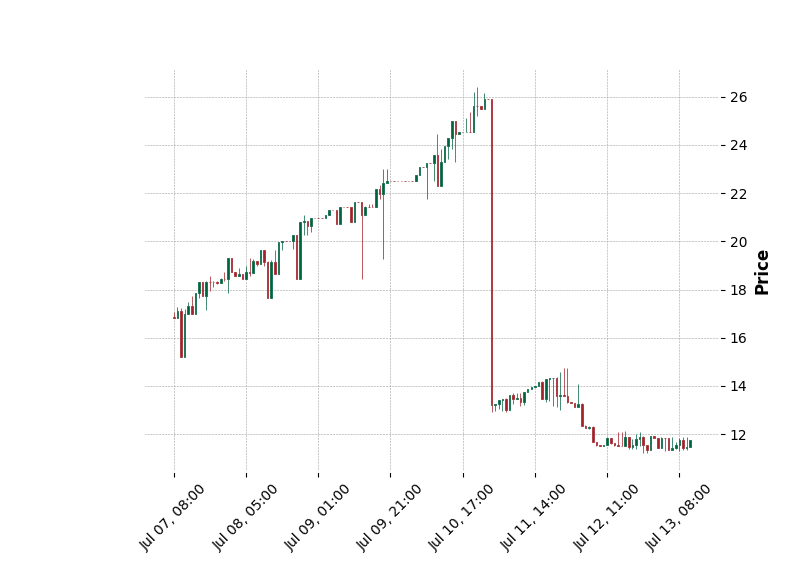 26
24
22
20
18
16
14
12
Price
Jul 07, 08:00
Jul 08, 05:00
Jul 09, 01:00
Jul 09, 21:00
Jul 10, 17:00
Jul 11, 14:00
Jul 12, 11:00
Jul 13, 08:00